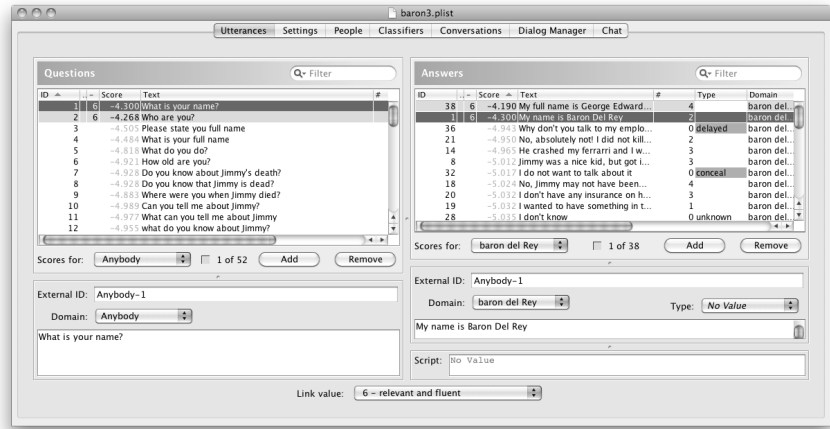 baron3.plist
Utterances Settings People Classifiers Conversations Dialog Manager Chat
Questions
Filter
ID .. - Score Text #
1 6 -4.300 What is your name?
2 6 -4.268 Who are you?
3 -4.505 Please state you full name
4 -4.484 What is your full name
5 -4.818 What do you do?
6 -4.921 How old are you?
7 -4.928 Do you know about Jimmy's death?
8 -4.928 Do you know that Jimmy is dead?
9 -4.883 Where were you when Jimmy died?
10 -4.989 Can you tell me about Jimmy?
11 -4.977 What can you tell me about Jimmy
12 -4.955 what do you know about Jimmy?
Scores for: Anybody 1 of 52 Add Remove
External ID: Anybody-1
Domain: Anybody
What is your name?
Answers
Filter
ID .. - Score Text # Type Domain
38 6 -4.190 My full name is George Edward... 4 baron del...
1 6 -4.300 My name is Baron Del Rey 2 baron del...
36 -4.943 Why don't you talk to my emplo... 0 delayed baron del...
21 -4.950 No, absolutely not! I did not kill... 2 baron del...
14 -4.965 He crashed my ferrarri and I w... 3 baron del...
8 -5.012 Jimmy was a nice kid, but got i... 3 baron del...
32 -5.017 I do not want to talk about it 0 conceal baron del...
18 -5.024 No, Jimmy may not have been... 4 baron del...
20 -5.032 I don't have any insurance on h... 3 baron del...
19 -5.032 I wanted to have something in t... 1 baron del...
28 -5.035 I don't know 0 unknown baron del...
Scores for: baron del Rey 1 of 38 Add Remove
External ID: Anybody-1
Domain: baron del Rey Type: No Value
My name is Baron Del Rey
Script: No Value
Link value: 6 – relevant and fluent